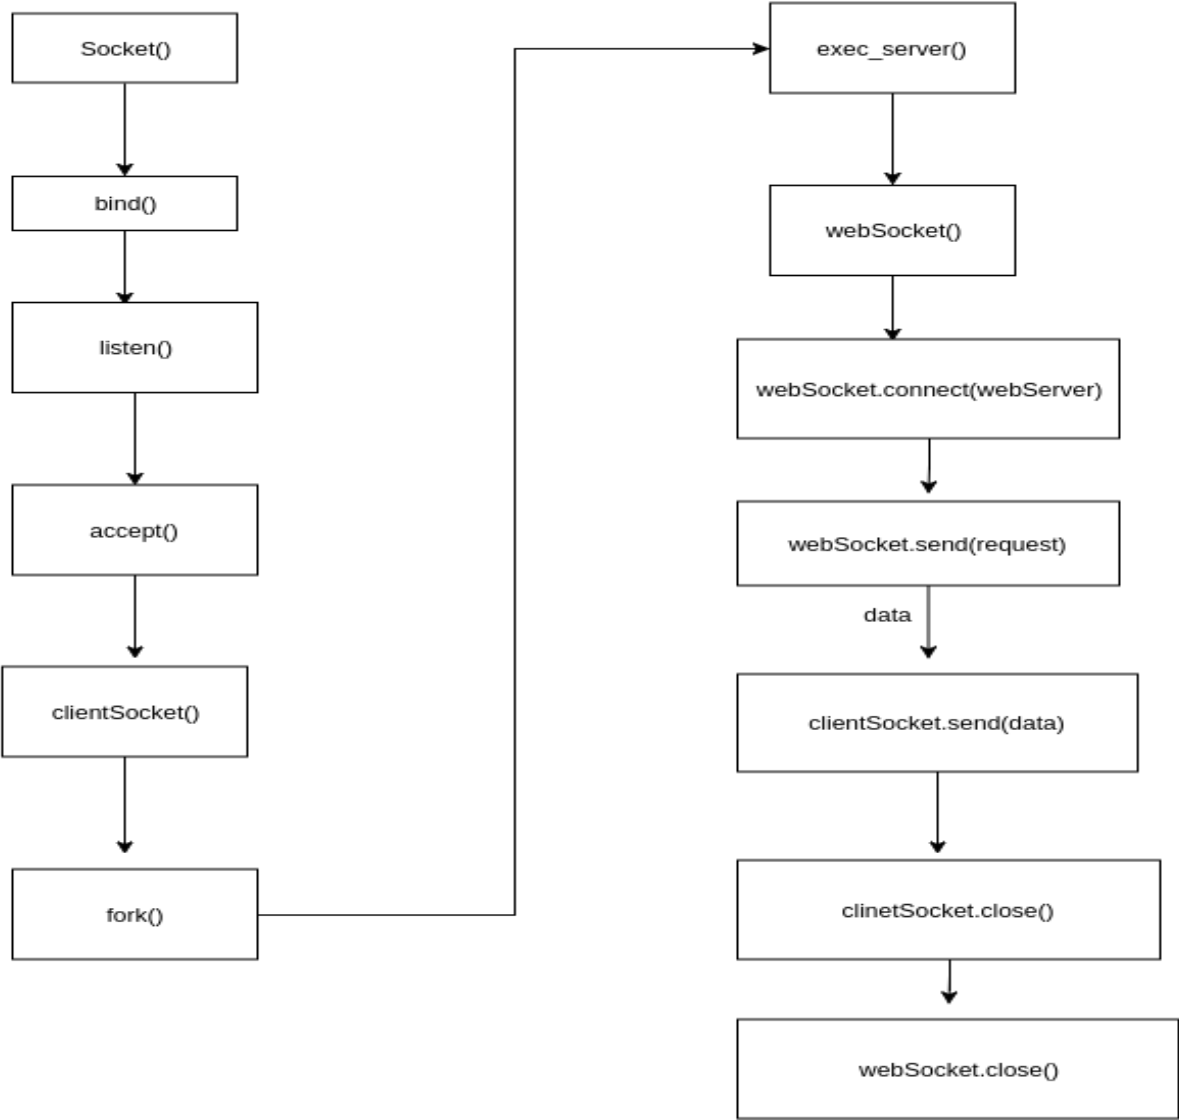 Socket()
bind()
listen()
accept()
clientSocket()
fork()
exec_server()
webSocket()
webSocket.connect(webServer)
webSocket.send(request)
data
clientSocket.send(data)
clinetSocket.close()
webSocket.close()